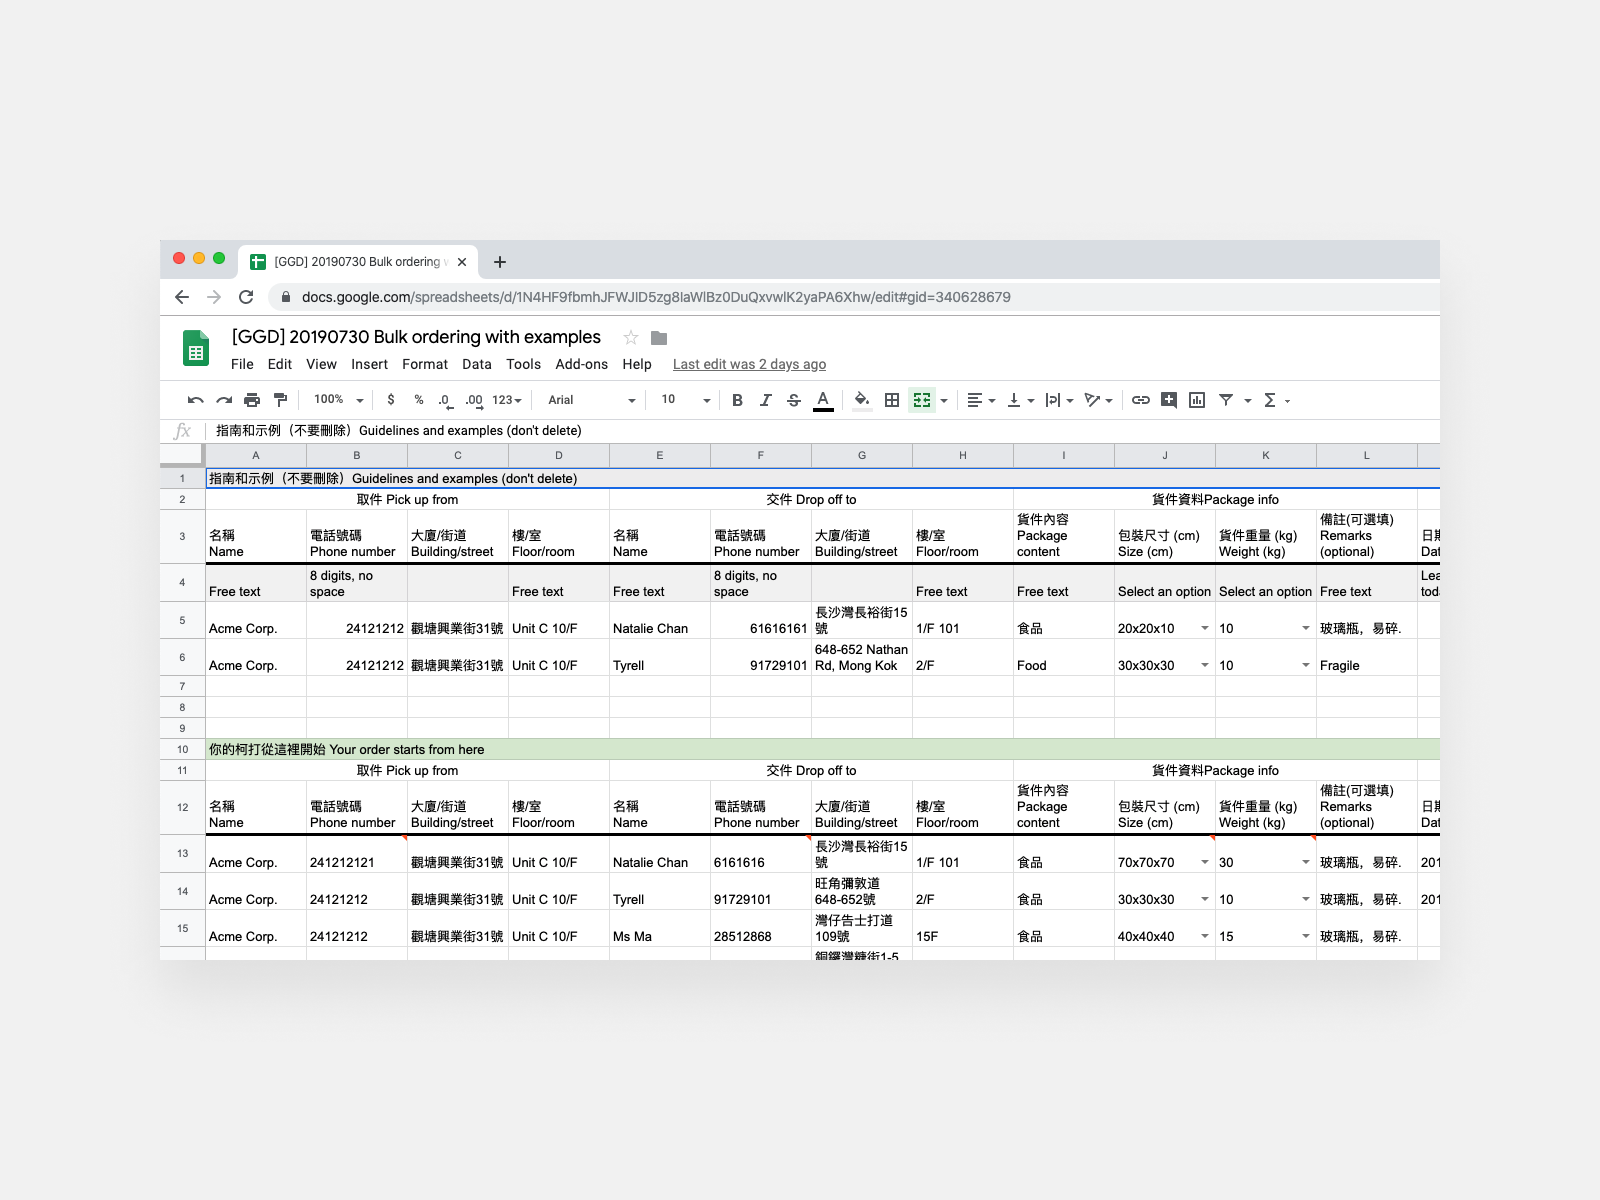 [GGD] 20190730 Bulk ordering
docs.google.com/spreadsheets/d/1N4HF9fbmhJFWJlD5zg8laWlBz0DuQxvwlK2yaPA6Xhw/edit#gid=340628679
[GGD] 20190730 Bulk ordering with examples
File Edit View Insert Format Data Tools Add-ons Help Last edit was 2 days ago
100% $ % .0 .00 123 Arial 10 B I S A Σ
fx 指南和示例（不要刪除）Guidelines and examples (don't delete)
A B C D E F G H I J K L
1 指南和示例（不要刪除）Guidelines and examples (don't delete)
2 取件 Pick up from 交件 Drop off to 貨件資料Package info
貨件內容 備註(可選填)
3 名稱 電話號碼 大廈/街道 樓/室 名稱 電話號碼 大廈/街道 樓/室 Package 包裝尺寸 (cm) 貨件重量 (kg) Remarks
Name Phone number Building/street Floor/room Name Phone number Building/street Floor/room content Size (cm) Weight (kg) (optional)
4 8 digits, no 8 digits, no
Free text space Free text Free text space Free text Free text Select an option Select an option Free text
5 長沙灣長裕街15
Acme Corp. 24121212 觀塘興業街31號 Unit C 10/F Natalie Chan 61616161 號 1/F 101 食品 20x20x10 10 玻璃瓶，易碎.
6 648-652 Nathan
Acme Corp. 24121212 觀塘興業街31號 Unit C 10/F Tyrell 91729101 Rd, Mong Kok 2/F Food 30x30x30 10 Fragile
7
8
9
10 你的柯打從這裡開始 Your order starts from here
11 取件 Pick up from 交件 Drop off to 貨件資料Package info
貨件內容 備註(可選填)
12 名稱 電話號碼 大廈/街道 樓/室 名稱 電話號碼 大廈/街道 樓/室 Package 包裝尺寸 (cm) 貨件重量 (kg) Remarks
Name Phone number Building/street Floor/room Name Phone number Building/street Floor/room content Size (cm) Weight (kg) (optional)
13 長沙灣長裕街15
Acme Corp. 241212121 觀塘興業街31號 Unit C 10/F Natalie Chan 6161616 號 1/F 101 食品 70x70x70 30 玻璃瓶，易碎. 201
14 旺角彌敦道
Acme Corp. 24121212 觀塘興業街31號 Unit C 10/F Tyrell 91729101 648-652號 2/F 食品 30x30x30 10 玻璃瓶，易碎. 201
15 灣仔告士打道
Acme Corp. 24121212 觀塘興業街31號 Unit C 10/F Ms Ma 28512868 109號 15F 食品 40x40x40 15 玻璃瓶，易碎.
銅鑼灣糖街1-5